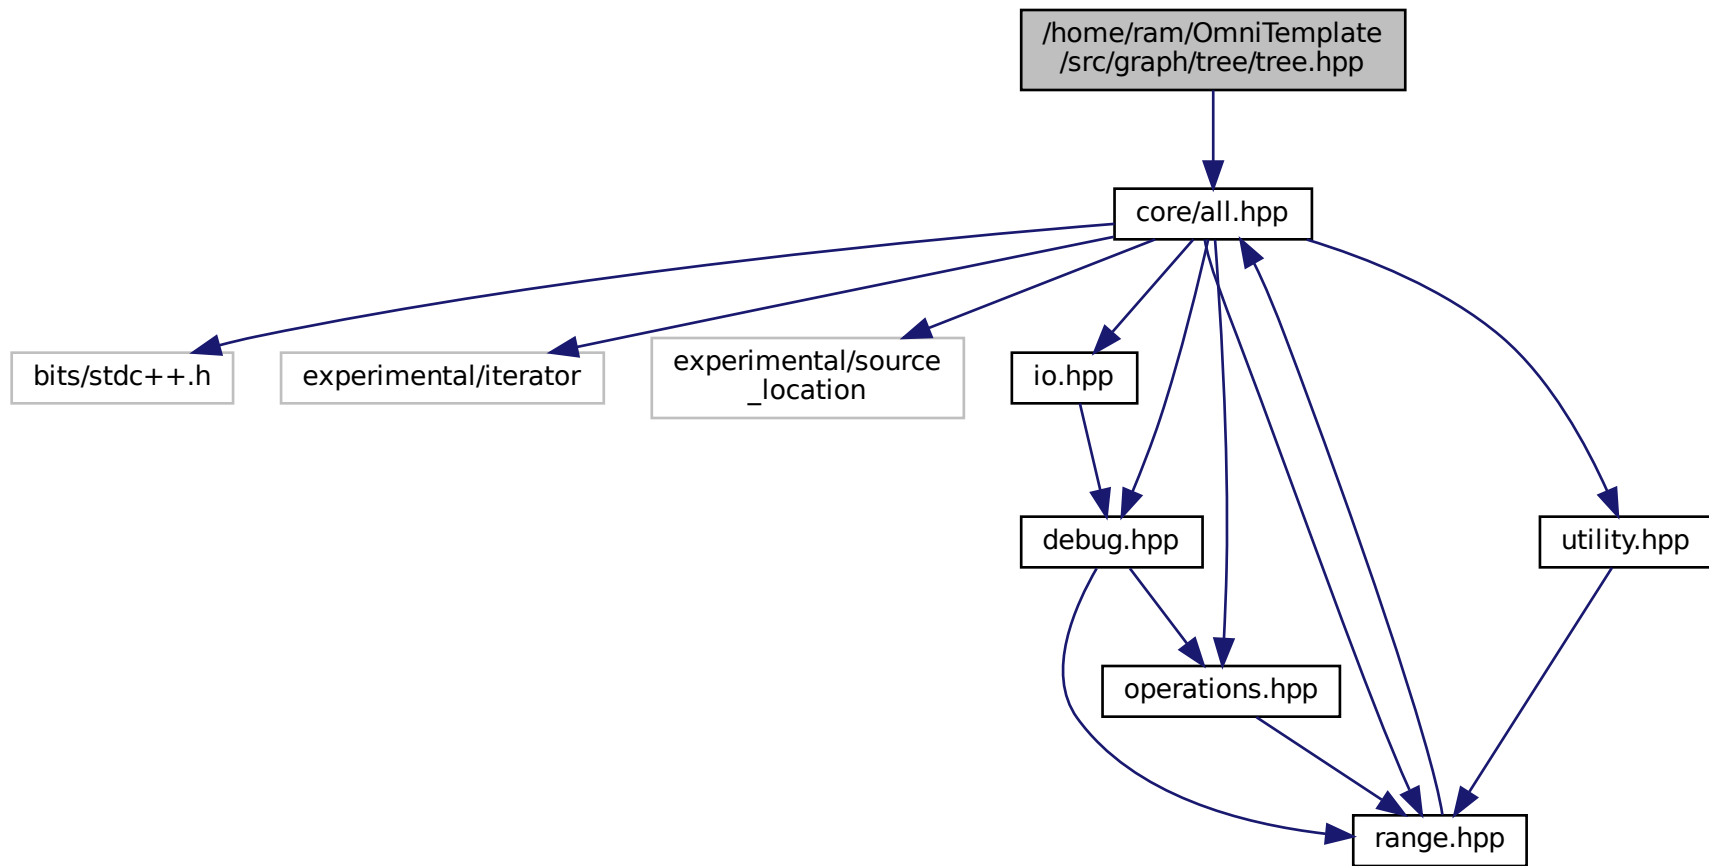 /home/ram/OmniTemplate
/src/graph/tree/tree.hpp
core/all.hpp
bits/stdc++.h
experimental/iterator
experimental/source
_location
io.hpp
debug.hpp
utility.hpp
operations.hpp
range.hpp